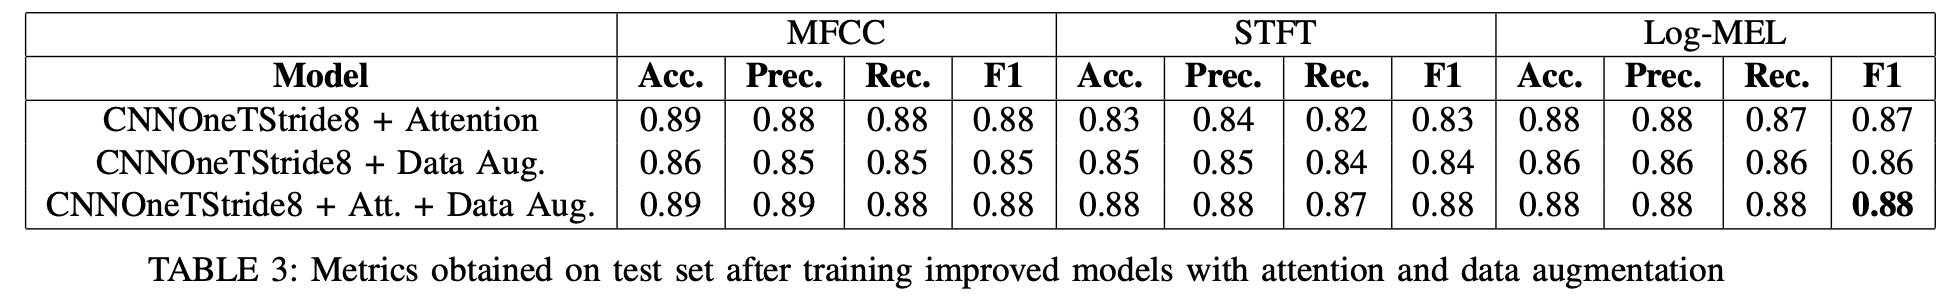 MFCC STFT Log-MEL
Model Acc. Prec. Rec. F1 Acc. Prec. Rec. F1 Acc. Prec. Rec. F1
CNNOneTStride8 + Attention 0.89 0.88 0.88 0.88 0.83 0.84 0.82 0.83 0.88 0.88 0.87 0.87
CNNOneTStride8 + Data Aug. 0.86 0.85 0.85 0.85 0.85 0.85 0.84 0.84 0.86 0.86 0.86 0.86
CNNOneTStride8 + Att. + Data Aug. 0.89 0.89 0.88 0.88 0.88 0.88 0.87 0.88 0.88 0.88 0.88 0.88
TABLE 3: Metrics obtained on test set after training improved models with attention and data augmentation